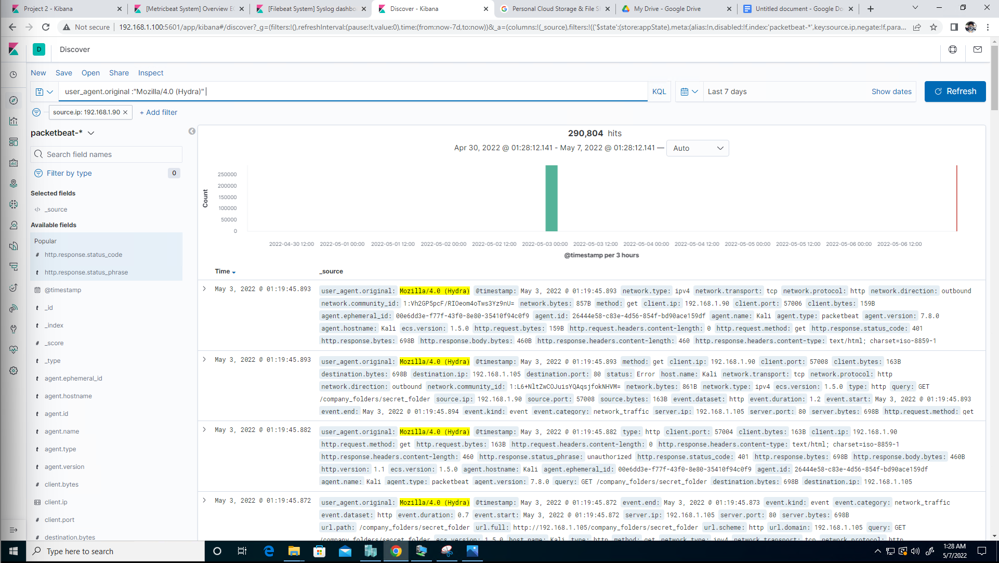 Project 2 - Kibana
[Metricbeat System] Overview EC
[Filebeat System] Syslog dashbo
Discover - Kibana
Personal Cloud Storage & File Sh
My Drive - Google Drive
Untitled document - Google Do
Not secure
192.168.1.100:5601/app/kibana#/discover?_g=(filters:!(),refreshInterval:(pause:!t,value:0),time:(from:now-7d,to:now))&_a=(columns:!(_source),filters:!(('$state':(store:appState),meta:(alias:!n,disabled:!f,index:'packetbeat-*',key:source.ip,negate:!f,para...
D
Discover
New Save Open Share Inspect
user_agent.original :"Mozilla/4.0 (Hydra)"
KQL
Last 7 days
Show dates
Refresh
source.ip: 192.168.1.90
+ Add filter
packetbeat-*
Search field names
Filter by type
0
Selected fields
</> _source
Available fields
Popular
# http.response.status_code
t http.response.status_phrase
@timestamp
t _id
t _index
# _score
t _type
t agent.ephemeral_id
t agent.hostname
t agent.id
t agent.name
t agent.type
t agent.version
# client.bytes
client.ip
# client.port
# destination.bytes
290,804 hits
Apr 30, 2022 @ 01:28:12.141 - May 7, 2022 @ 01:28:12.141 —
Auto
Count
250000
200000
150000
100000
50000
0
2022-04-30 12:00 2022-05-01 00:00 2022-05-01 12:00 2022-05-02 00:00 2022-05-02 12:00 2022-05-03 00:00 2022-05-03 12:00 2022-05-04 00:00 2022-05-04 12:00 2022-05-05 00:00 2022-05-05 12:00 2022-05-06 00:00 2022-05-06 12:00
@timestamp per 3 hours
Time _source
May 3, 2022 @ 01:19:45.893
user_agent.original: Mozilla/4.0 (Hydra) @timestamp: May 3, 2022 @ 01:19:45.893 network.type: ipv4 network.transport: tcp network.protocol: http network.direction: outbound
network.community_id: 1:Vh2GP5pcF/RIOeom4oTws3Yz9nU= network.bytes: 857B method: get client.ip: 192.168.1.90 client.port: 57006 client.bytes: 159B
agent.ephemeral_id: 00e6dd3e-f77f-43f0-8e80-35410f94c0f9 agent.id: 26444e58-c83e-4d56-854f-bd90ace159df agent.name: Kali agent.type: packetbeat agent.version: 7.8.0
agent.hostname: Kali ecs.version: 1.5.0 http.request.bytes: 159B http.request.headers.content-length: 0 http.request.method: get http.response.status_code: 401
http.response.bytes: 698B http.response.body.bytes: 460B http.response.headers.content-length: 460 http.response.headers.content-type: text/html; charset=iso-8859-1
May 3, 2022 @ 01:19:45.893
user_agent.original: Mozilla/4.0 (Hydra) @timestamp: May 3, 2022 @ 01:19:45.893 method: get client.ip: 192.168.1.90 client.port: 57008 client.bytes: 163B
destination.bytes: 698B destination.ip: 192.168.1.105 destination.port: 80 status: Error host.name: Kali network.transport: tcp network.protocol: http
network.direction: outbound network.community_id: 1:L6+NltZwCOJuisYQAqsjfokNHVM= network.bytes: 861B network.type: ipv4 ecs.version: 1.5.0 type: http query: GET
/company_folders/secret_folder source.ip: 192.168.1.90 source.port: 57008 source.bytes: 163B event.dataset: http event.duration: 1.2 event.start: May 3, 2022 @ 01:19:45.893
event.end: May 3, 2022 @ 01:19:45.894 event.kind: event event.category: network_traffic server.ip: 192.168.1.105 server.port: 80 server.bytes: 698B http.request.method: get
May 3, 2022 @ 01:19:45.882
user_agent.original: Mozilla/4.0 (Hydra) @timestamp: May 3, 2022 @ 01:19:45.882 type: http client.port: 57004 client.bytes: 163B client.ip: 192.168.1.90
http.request.method: get http.request.bytes: 163B http.request.headers.content-length: 0 http.response.headers.content-type: text/html; charset=iso-8859-1
http.response.headers.content-length: 460 http.response.status_phrase: unauthorized http.response.status_code: 401 http.response.bytes: 698B http.response.body.bytes: 460B
http.version: 1.1 ecs.version: 1.5.0 agent.hostname: Kali agent.ephemeral_id: 00e6dd3e-f77f-43f0-8e80-35410f94c0f9 agent.id: 26444e58-c83e-4d56-854f-bd90ace159df
agent.name: Kali agent.type: packetbeat agent.version: 7.8.0 query: GET /company_folders/secret_folder destination.bytes: 698B destination.ip: 192.168.1.105
May 3, 2022 @ 01:19:45.872
user_agent.original: Mozilla/4.0 (Hydra) @timestamp: May 3, 2022 @ 01:19:45.872 event.end: May 3, 2022 @ 01:19:45.873 event.kind: event event.category: network_traffic
event.dataset: http event.duration: 0.7 event.start: May 3, 2022 @ 01:19:45.872 server.ip: 192.168.1.105 server.port: 80 server.bytes: 698B
url.path: /company_folders/secret_folder url.full: http://192.168.1.105/company_folders/secret_folder url.scheme: http url.domain: 192.168.1.105 query: GET
/company_folders/secret_folder ecs.version: 1.5.0 host.name: Kali type: http method: get network.type: ipv4 network.transport: tcp network.protocol: http
Type here to search
1:28 AM
5/7/2022